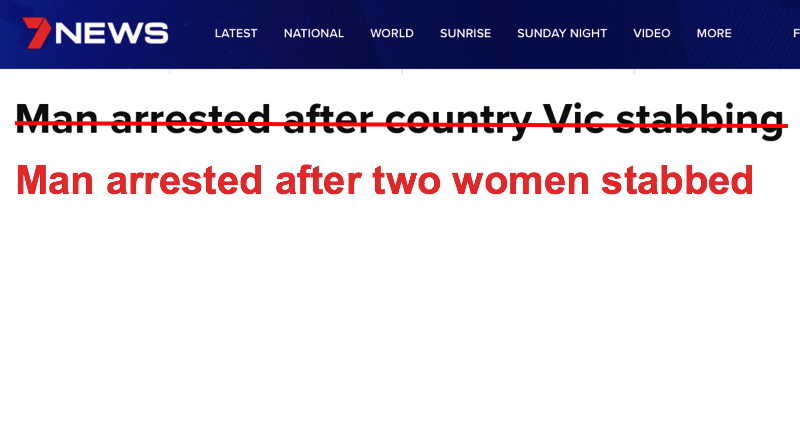 7NEWS LATEST NATIONAL WORLD SUNRISE SUNDAY NIGHT VIDEO MORE F
Man arrested after country Vic stabbing
Man arrested after two women stabbed